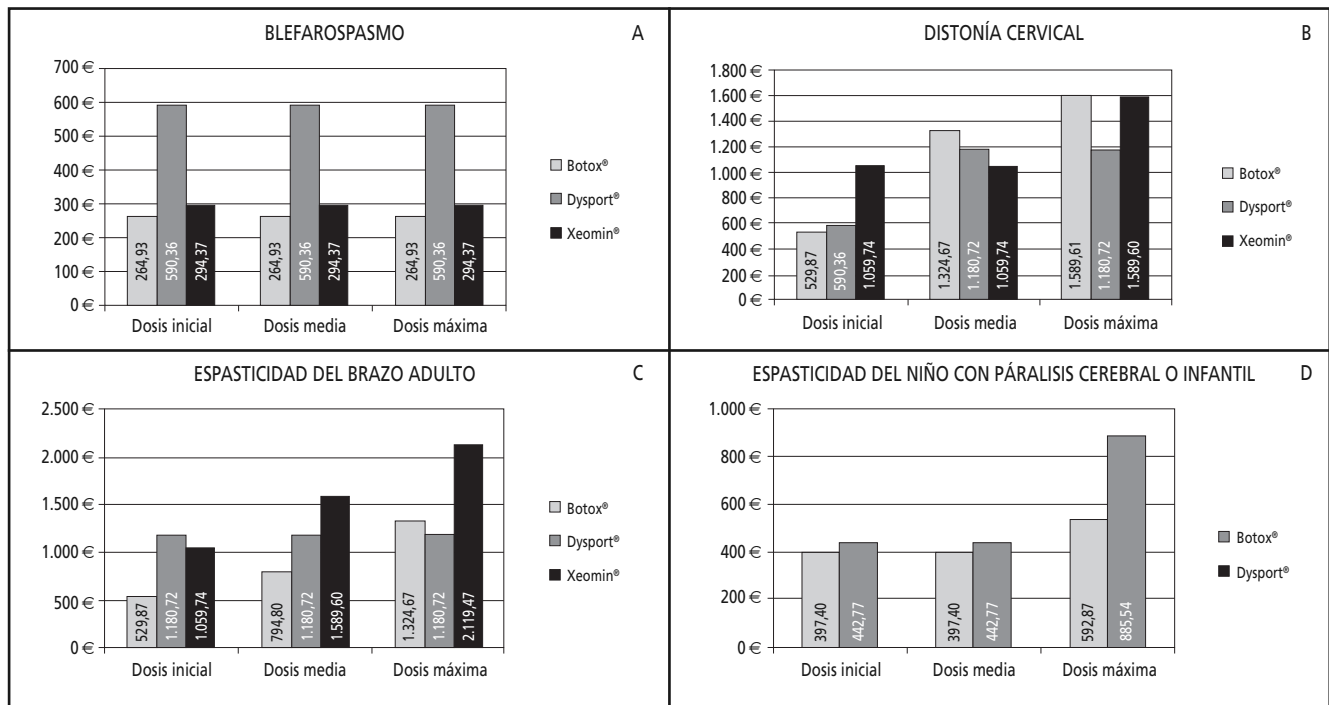 BLEFAROSPASMO A
700 €
600 €
500 €
400 €
300 €
200 €
100 €
0 €
264,93 590,36 294,37 264,93 590,36 294,37 264,93 590,36 294,37
Dosis inicial Dosis media Dosis máxima
Botox®
Dysport®
Xeomin®
DISTONÍA CERVICAL B
1.800 €
1.600 €
1.400 €
1.200 €
1.000 €
800 €
600 €
400 €
200 €
0 €
529,87 590,36 1.059,74 1.324,67 1.180,72 1.059,74 1.589,61 1.180,72 1.589,60
Dosis inicial Dosis media Dosis máxima
Botox®
Dysport®
Xeomin®
ESPASTICIDAD DEL BRAZO ADULTO C
2.500 €
2.000 €
1.500 €
1.000 €
500 €
0 €
529,87 1.180,72 1.059,74 794,80 1.180,72 1.589,60 1.324,67 1.180,72 2.119,47
Dosis inicial Dosis media Dosis máxima
Botox®
Dysport®
Xeomin®
ESPASTICIDAD DEL NIÑO CON PÁRALISIS CEREBRAL O INFANTIL D
1.000 €
800 €
600 €
400 €
200 €
0 €
397,40 442,77 397,40 442,77 592,87 885,54
Dosis inicial Dosis media Dosis máxima
Botox®
Dysport®